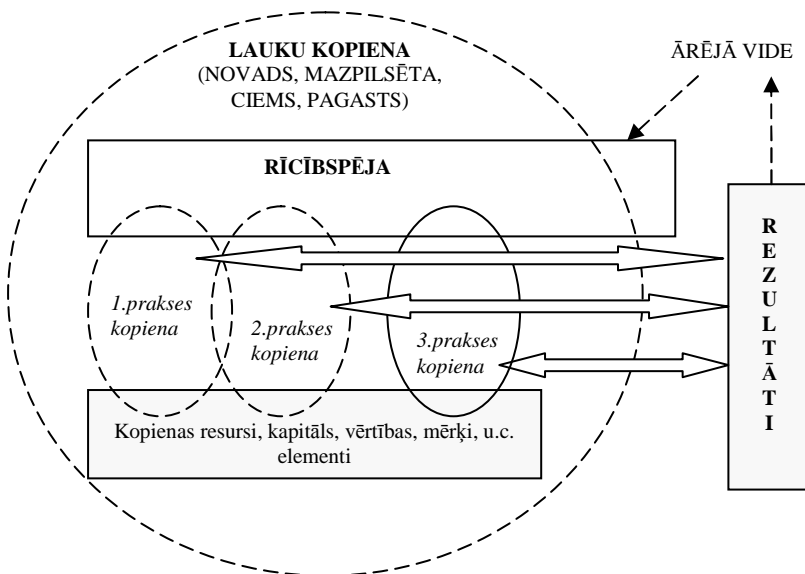 LAUKU KOPIENA
(NOVADS, MAZPILSĒTA,
CIEMS, PAGASTS)
ĀRĒJĀ VIDE
RĪCĪBSPĒJA
1.prakses
kopiena
2.prakses
kopiena
3.prakses
kopiena
Kopienas resursi, kapitāls, vērtības, mērķi, u.c.
elementi
R
E
Z
U
L
T
Ā
T
I